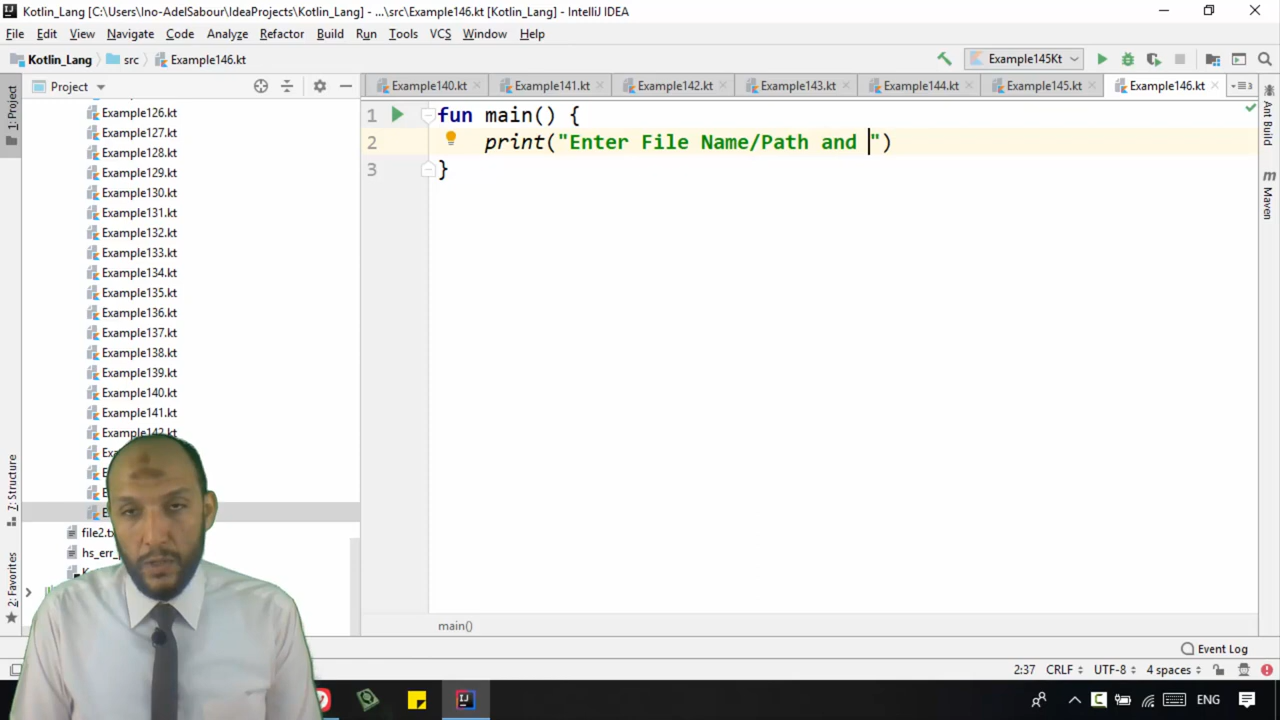 Kotlin_Lang [C:\Users\Ino-AdelSabour\IdeaProjects\Kotlin_Lang] - ...\src\Example146.kt [Kotlin_Lang] - IntelliJ IDEA
File Edit View Navigate Code Analyze Refactor Build Run Tools VCS Window Help
Kotlin_Lang src Example146.kt Example145Kt
1: Project
Project
Example140.kt Example141.kt Example142.kt Example143.kt Example144.kt Example145.kt Example146.kt
Example126.kt
Example127.kt
Example128.kt
Example129.kt
Example130.kt
Example131.kt
Example132.kt
Example133.kt
Example134.kt
Example135.kt
Example136.kt
Example137.kt
Example138.kt
Example139.kt
Example140.kt
Example141.kt
Example142.kt
1 fun main() {
2 print("Enter File Name/Path and ")
3 }
Ant Build
Maven
7: Structure
2: Favorites
main()
Event Log
2:37 CRLF UTF-8 4 spaces
ENG